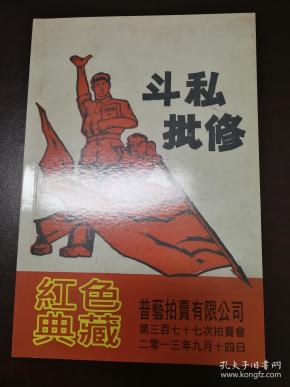 斗私
批修
紅色
典藏
普藝拍賣有限公司
第三百七十七次拍賣會
二零一三年九月十四日
孔夫子旧书网